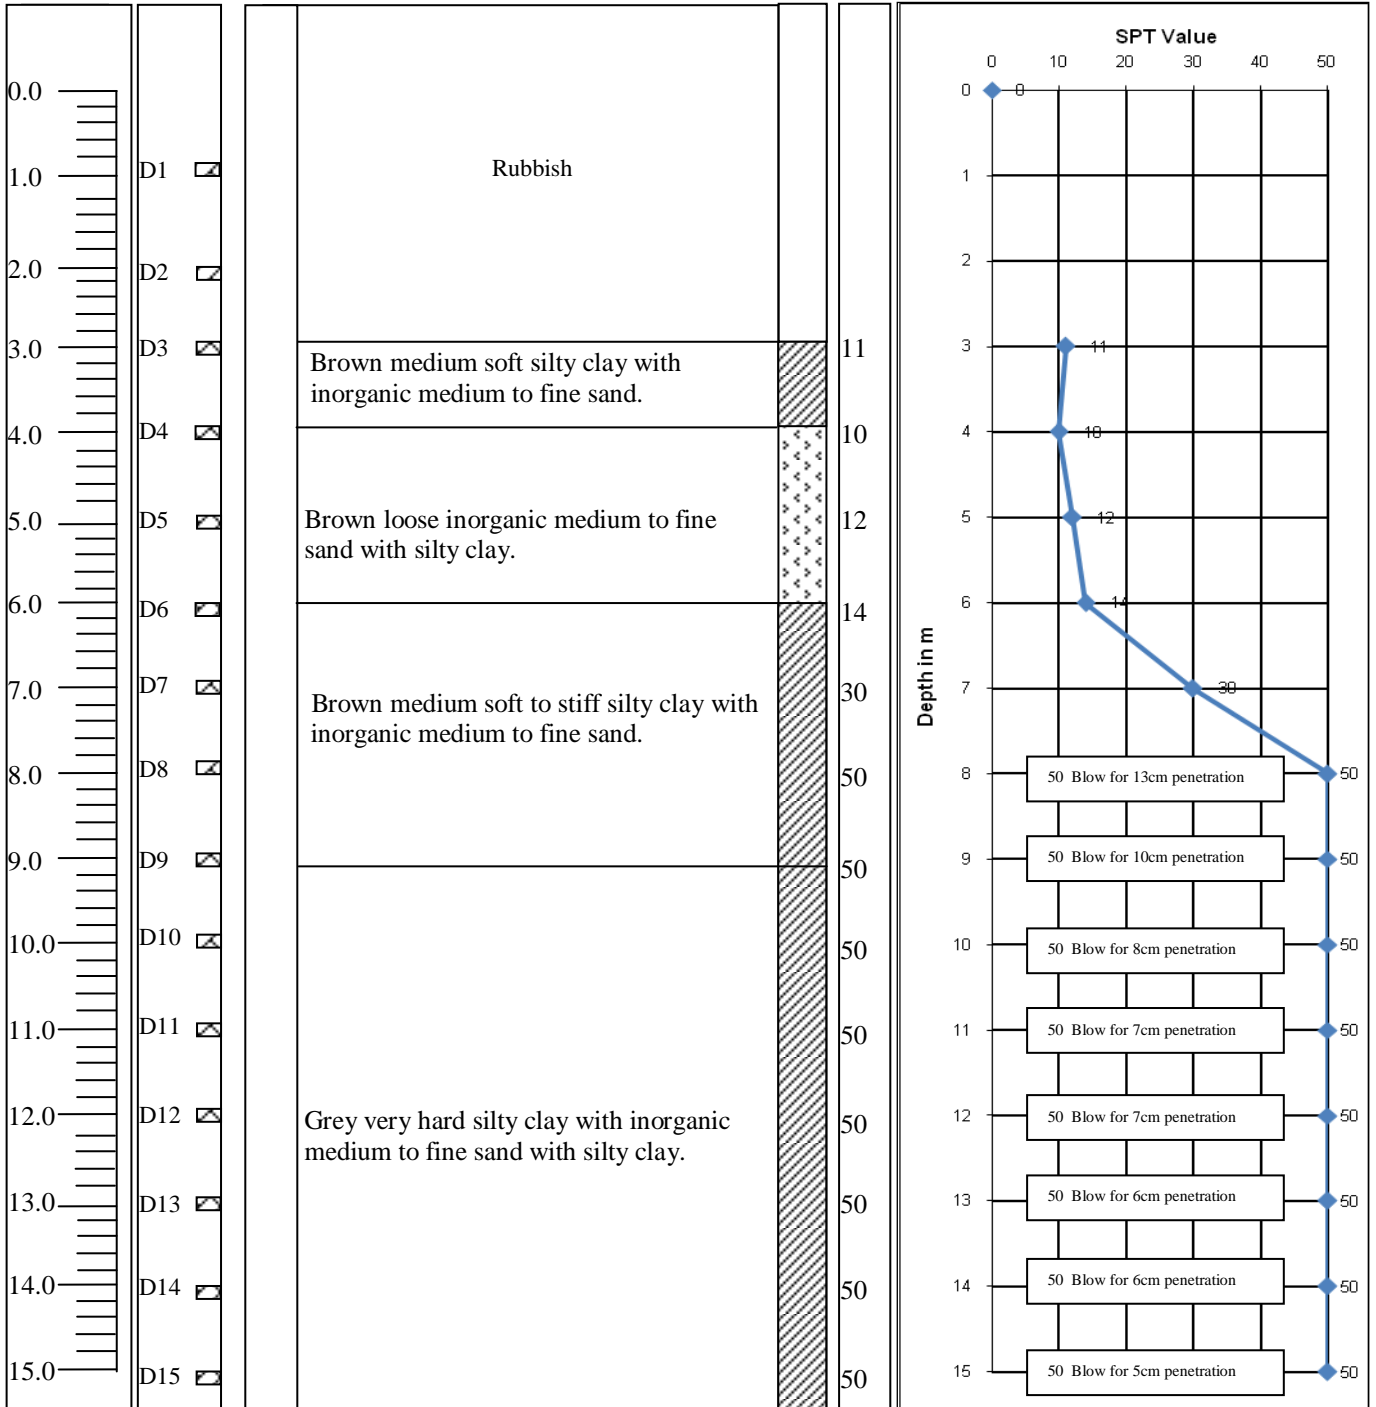 0.0
1.0
2.0
3.0
4.0
5.0
6.0
7.0
8.0
9.0
10.0
11.0
12.0
13.0
14.0
15.0
D1
D2
D3
D4
D5
D6
D7
D8
D9
D10
D11
D12
D13
D14
D15
Rubbish
Brown medium soft silty clay with
inorganic medium to fine sand.
Brown loose inorganic medium to fine
sand with silty clay.
Brown medium soft to stiff silty clay with
inorganic medium to fine sand.
Grey very hard silty clay with inorganic
medium to fine sand with silty clay.
11
10
12
14
30
50
50
50
50
50
50
50
50
SPT Value
0 10 20 30 40 50
Depth in m
0 0
1
2
3 11
4 10
5 12
6 14
7 30
8 50 Blow for 13cm penetration 50
9 50 Blow for 10cm penetration 50
10 50 Blow for 8cm penetration 50
11 50 Blow for 7cm penetration 50
12 50 Blow for 7cm penetration 50
13 50 Blow for 6cm penetration 50
14 50 Blow for 6cm penetration 50
15 50 Blow for 5cm penetration 50